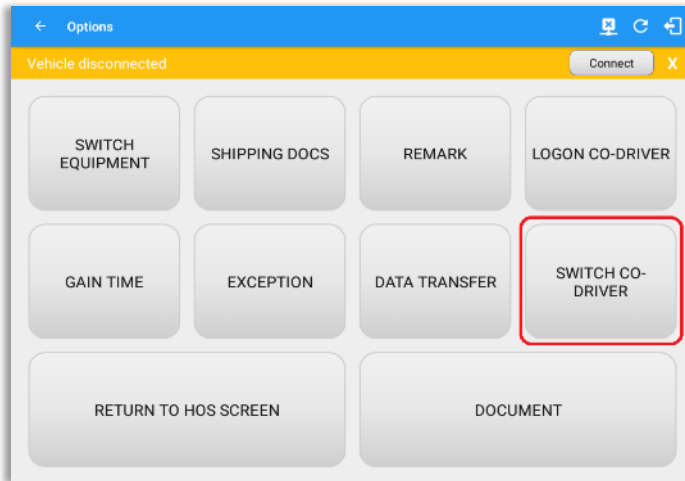 Options
Vehicle disconnected
Connect
X
SWITCH
EQUIPMENT
SHIPPING DOCS
REMARK
LOGON CO-DRIVER
GAIN TIME
EXCEPTION
DATA TRANSFER
SWITCH CO-
DRIVER
RETURN TO HOS SCREEN
DOCUMENT